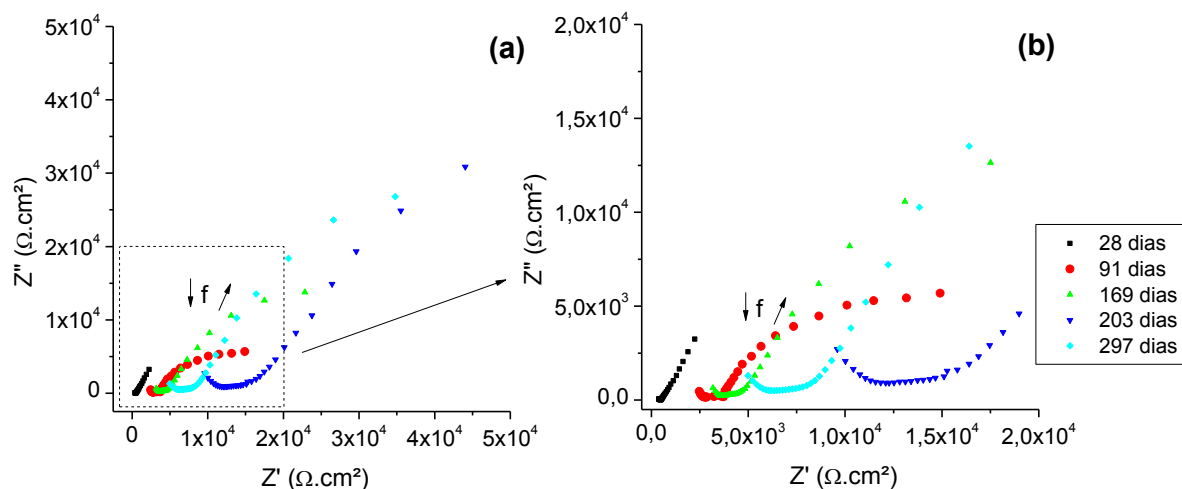 (a)
5x10⁴
4x10⁴
3x10⁴
2x10⁴
1x10⁴
0
Z'' (Ω.cm²)
f
0 1x10⁴ 2x10⁴ 3x10⁴ 4x10⁴ 5x10⁴
Z' (Ω.cm²)
(b)
2,0x10⁴
1,5x10⁴
1,0x10⁴
5,0x10³
0,0
Z'' (Ω.cm²)
f
0,0 5,0x10³ 1,0x10⁴ 1,5x10⁴ 2,0x10⁴
Z' (Ω.cm²)
28 dias
91 dias
169 dias
203 dias
297 dias